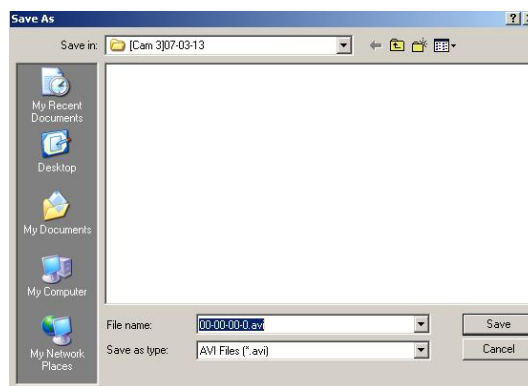 Save As
Save in: [Cam 3]07-03-13
My Recent
Documents
Desktop
My Documents
My Computer
My Network
Places
File name: 00-00-00-0.avi
Save as type: AVI Files (*.avi)
Save
Cancel